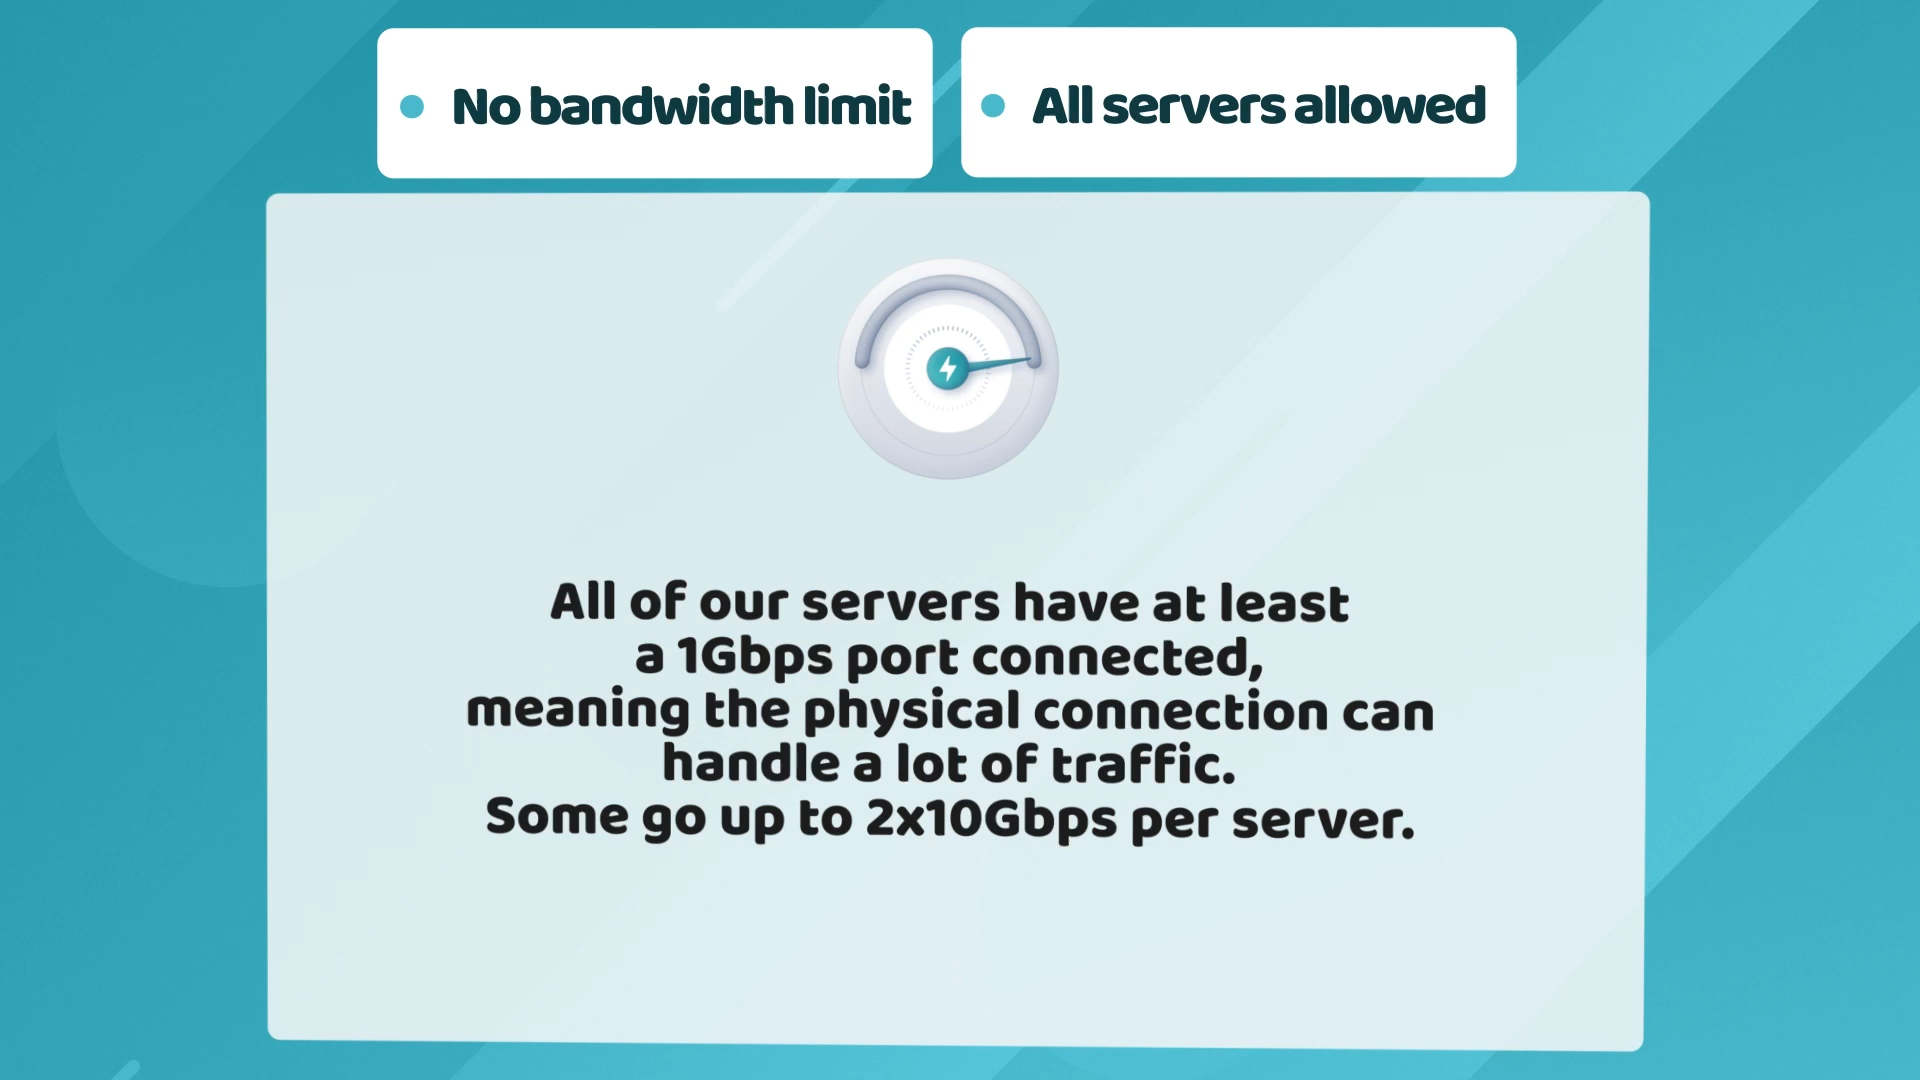 No bandwidth limit
All servers allowed
All of our servers have at least
a 1Gbps port connected,
meaning the physical connection can
handle a lot of traffic.
Some go up to 2x10Gbps per server.